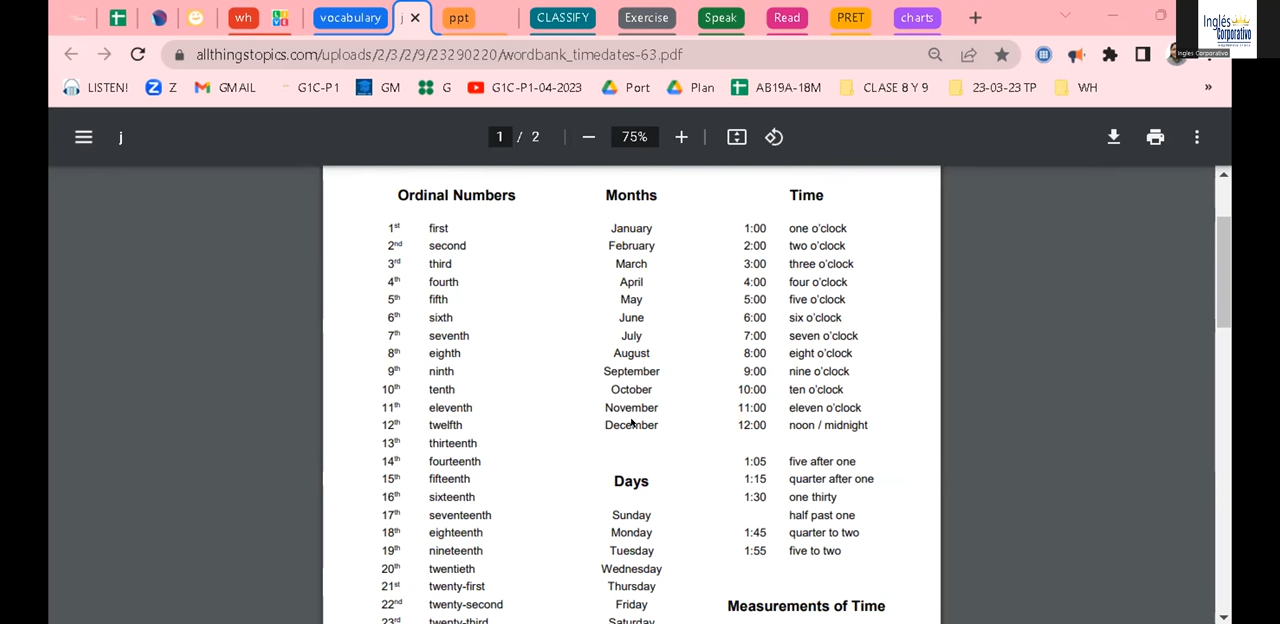 wh
vocabulary
j
ppt
CLASSIFY
Exercise
Speak
Read
PRET
charts
Inglés
Corporativo
Ingles Corporativo
allthingstopics.com/uploads/2/3/2/9/23290220/wordbank_timedates-63.pdf
LISTEN!
Z
GMAIL
G1C-P1
GM
G
G1C-P1-04-2023
Port
Plan
AB19A-18M
CLASE 8 Y 9
23-03-23 TP
WH
»
j
1 / 2
75%
Ordinal Numbers
1st first
2nd second
3rd third
4th fourth
5th fifth
6th sixth
7th seventh
8th eighth
9th ninth
10th tenth
11th eleventh
12th twelfth
13th thirteenth
14th fourteenth
15th fifteenth
16th sixteenth
17th seventeenth
18th eighteenth
19th nineteenth
20th twentieth
21st twenty-first
22nd twenty-second
23rd twenty-third
Months
January
February
March
April
May
June
July
August
September
October
November
December
Days
Sunday
Monday
Tuesday
Wednesday
Thursday
Friday
Saturday
Time
1:00 one o'clock
2:00 two o'clock
3:00 three o'clock
4:00 four o'clock
5:00 five o'clock
6:00 six o'clock
7:00 seven o'clock
8:00 eight o'clock
9:00 nine o'clock
10:00 ten o'clock
11:00 eleven o'clock
12:00 noon / midnight
1:05 five after one
1:15 quarter after one
1:30 one thirty
half past one
1:45 quarter to two
1:55 five to two
Measurements of Time